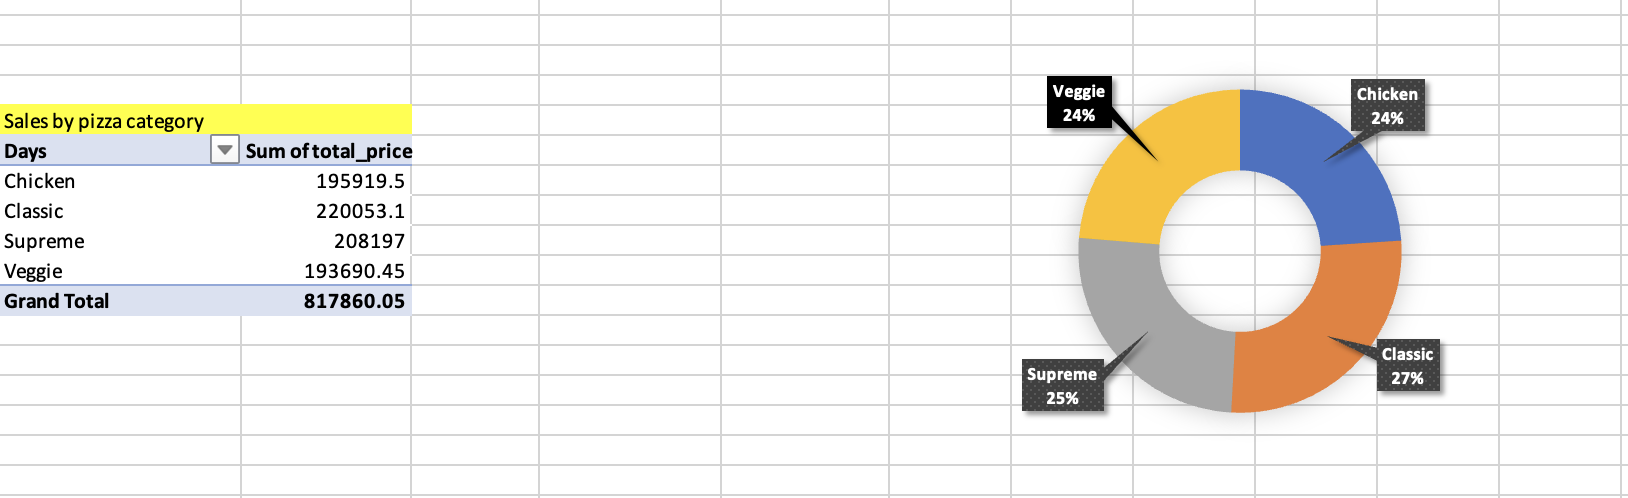 Sales by pizza category
Days Sum of total_price
Chicken 195919.5
Classic 220053.1
Supreme 208197
Veggie 193690.45
Grand Total 817860.05
Veggie
24%
Chicken
24%
Supreme
25%
Classic
27%